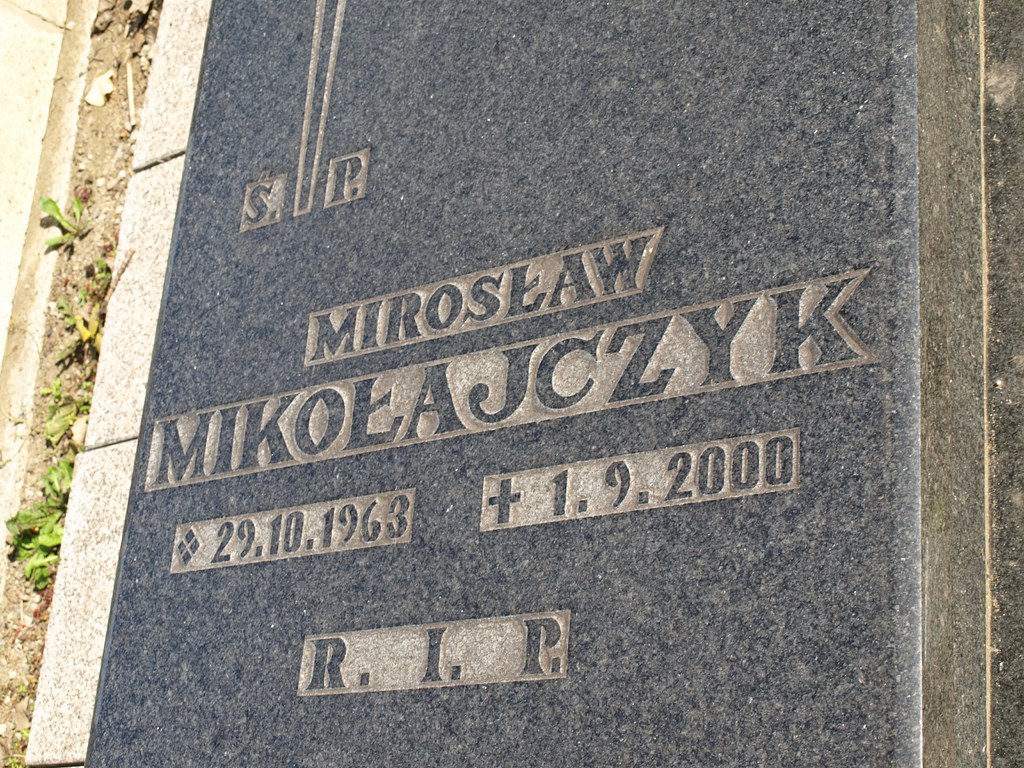 Ś. P.
MIROSŁAW
MIKOŁAJCZYK
29.10.1963 1.9.2000
R. I. P.